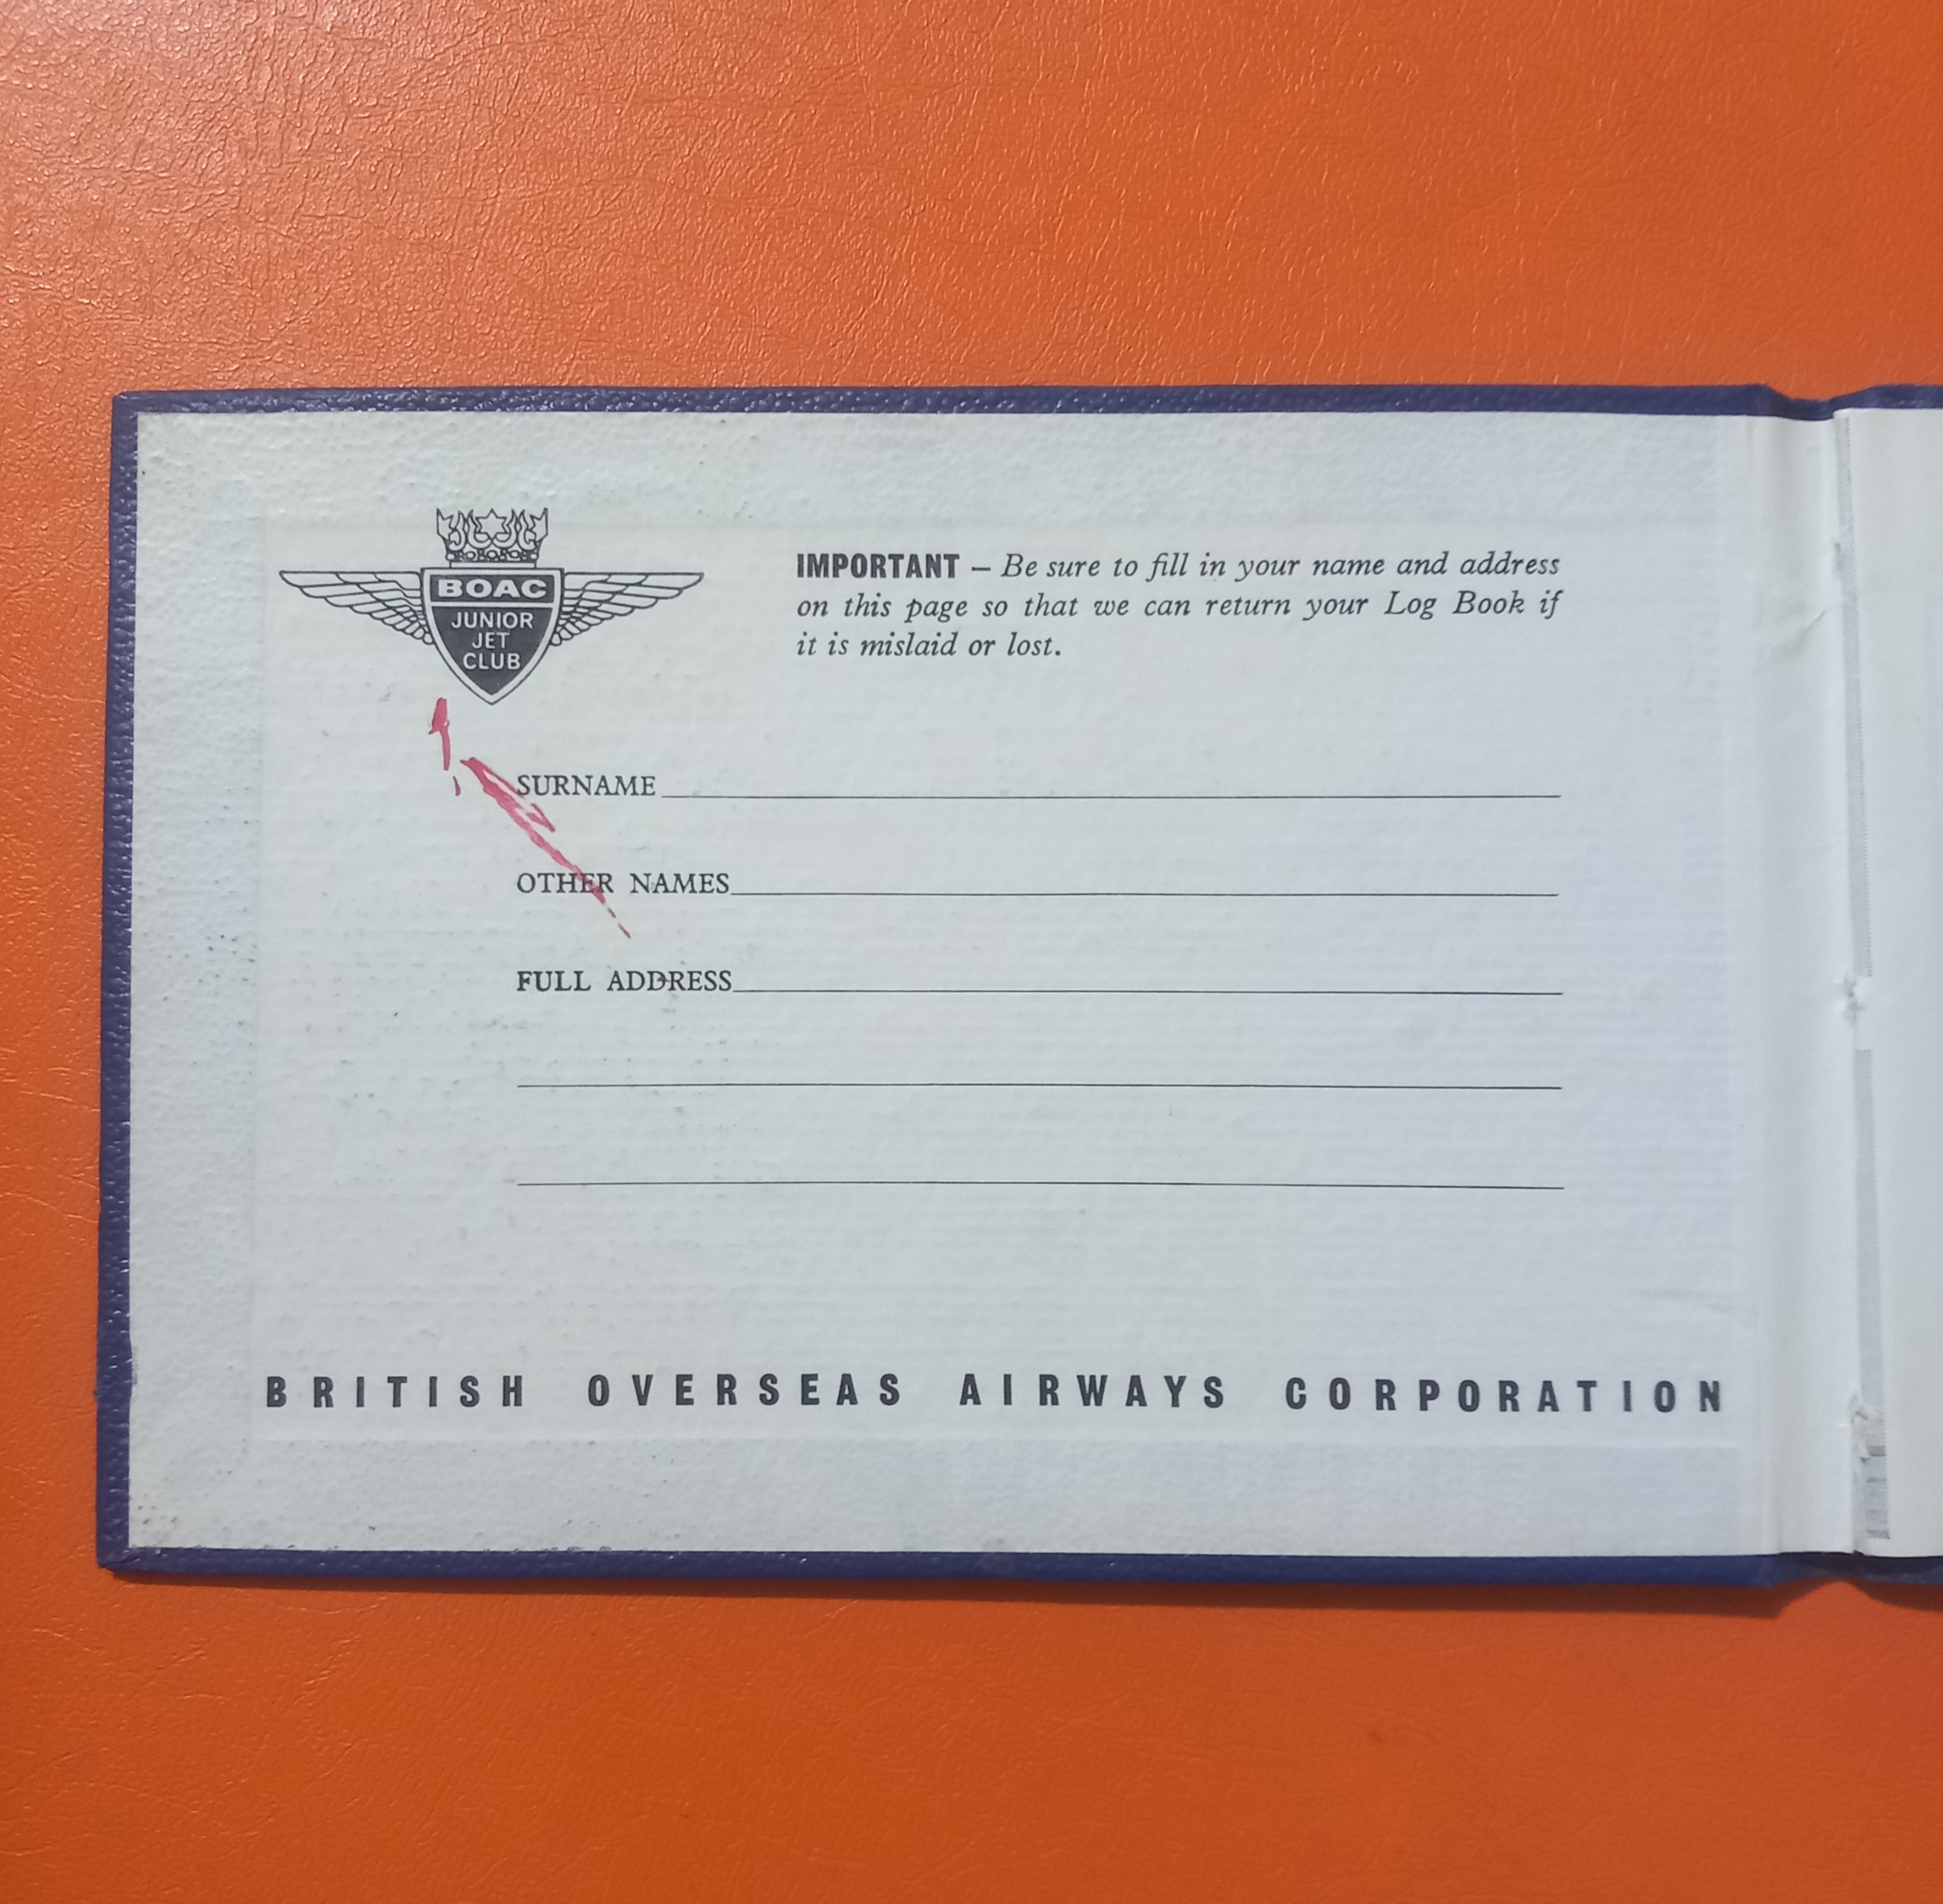 BOAC
JUNIOR
JET
CLUB
IMPORTANT – Be sure to fill in your name and address
on this page so that we can return your Log Book if
it is mislaid or lost.
SURNAME
OTHER NAMES
FULL ADDRESS
BRITISH OVERSEAS AIRWAYS CORPORATION